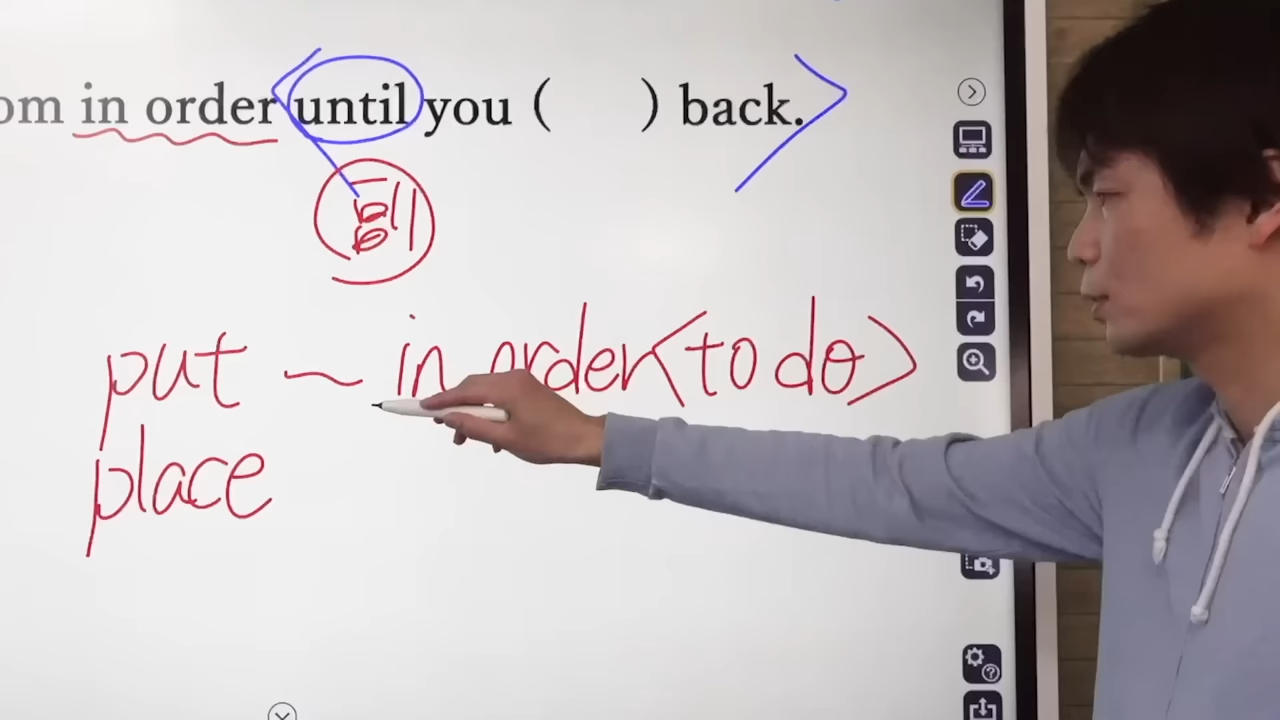 om in order until you (   ) back.
副
put ～ in order <to do>
place